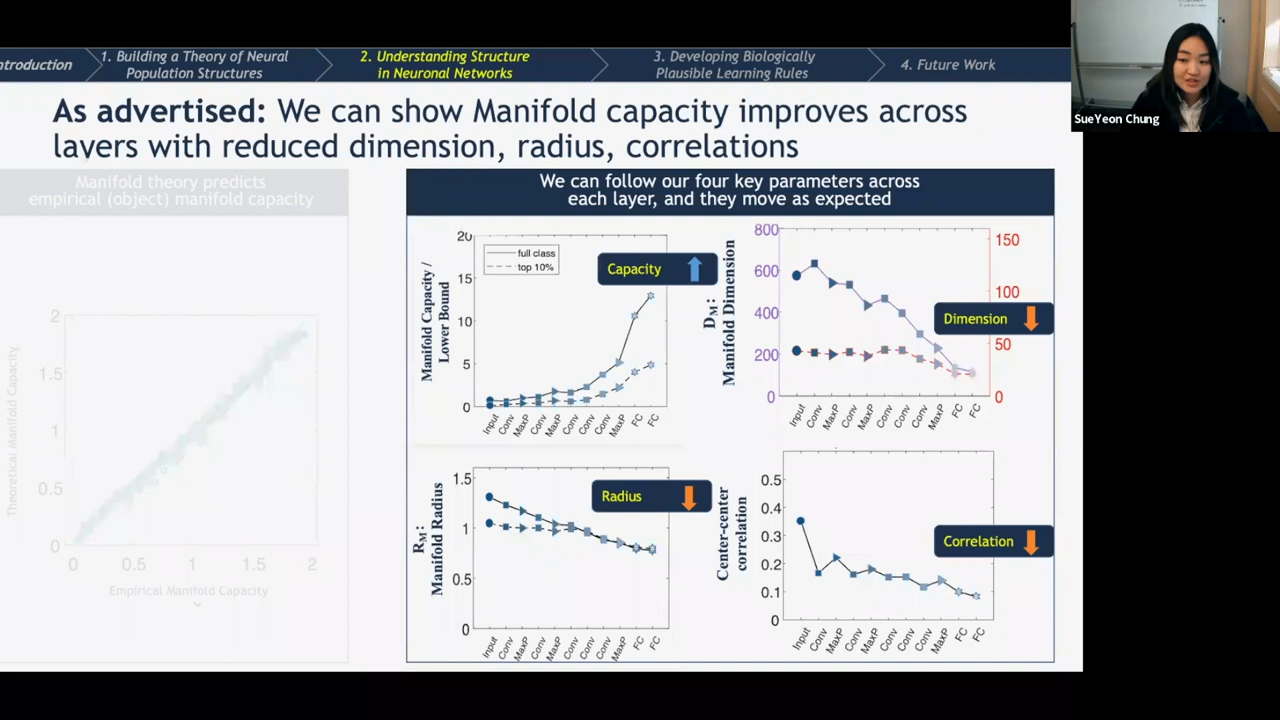 ntroduction
1. Building a Theory of Neural
Population Structures
2. Understanding Structure
in Neuronal Networks
3. Developing Biologically
Plausible Learning Rules
4. Future Work
SueYeon Chung
As advertised: We can show Manifold capacity improves across
layers with reduced dimension, radius, correlations
Manifold theory predicts
empirical (object) manifold capacity
2
1.5
1
0.5
0
0 0.5 1 1.5 2
Theoretical Manifold Capacity
Empirical Manifold Capacity
We can follow our four key parameters across
each layer, and they move as expected
Manifold Capacity /
Lower Bound
20
15
10
5
0
full class
top 10%
Capacity
Input Conv MaxP Conv MaxP Conv Conv Conv MaxP FC FC
DM:
Manifold Dimension
800
600
400
200
0
150
100
50
0
Dimension
Input Conv MaxP Conv MaxP Conv Conv Conv MaxP FC FC
RM:
Manifold Radius
1.5
1
0.5
0
Radius
Input Conv MaxP Conv MaxP Conv Conv Conv MaxP FC FC
Center-center
correlation
0.5
0.4
0.3
0.2
0.1
0
Correlation
Input Conv MaxP Conv MaxP Conv Conv Conv MaxP FC FC